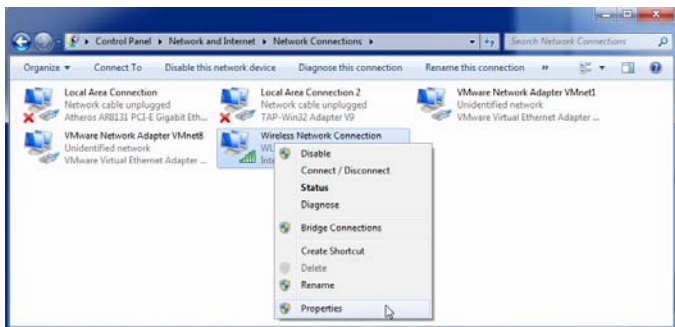 Control Panel Network and Internet Network Connections
Search Network Connections
Organize Connect To Disable this network device Diagnose this connection Rename this connection »
Local Area Connection
Network cable unplugged
Atheros AR8131 PCI-E Gigabit Eth...
Local Area Connection 2
Network cable unplugged
TAP-Win32 Adapter V9
VMware Network Adapter VMnet1
Unidentified network
VMware Virtual Ethernet Adapter ...
VMware Network Adapter VMnet8
Unidentified network
VMware Virtual Ethernet Adapter ...
Wireless Network Connection
Disable
Connect / Disconnect
Status
Diagnose
Bridge Connections
Create Shortcut
Delete
Rename
Properties